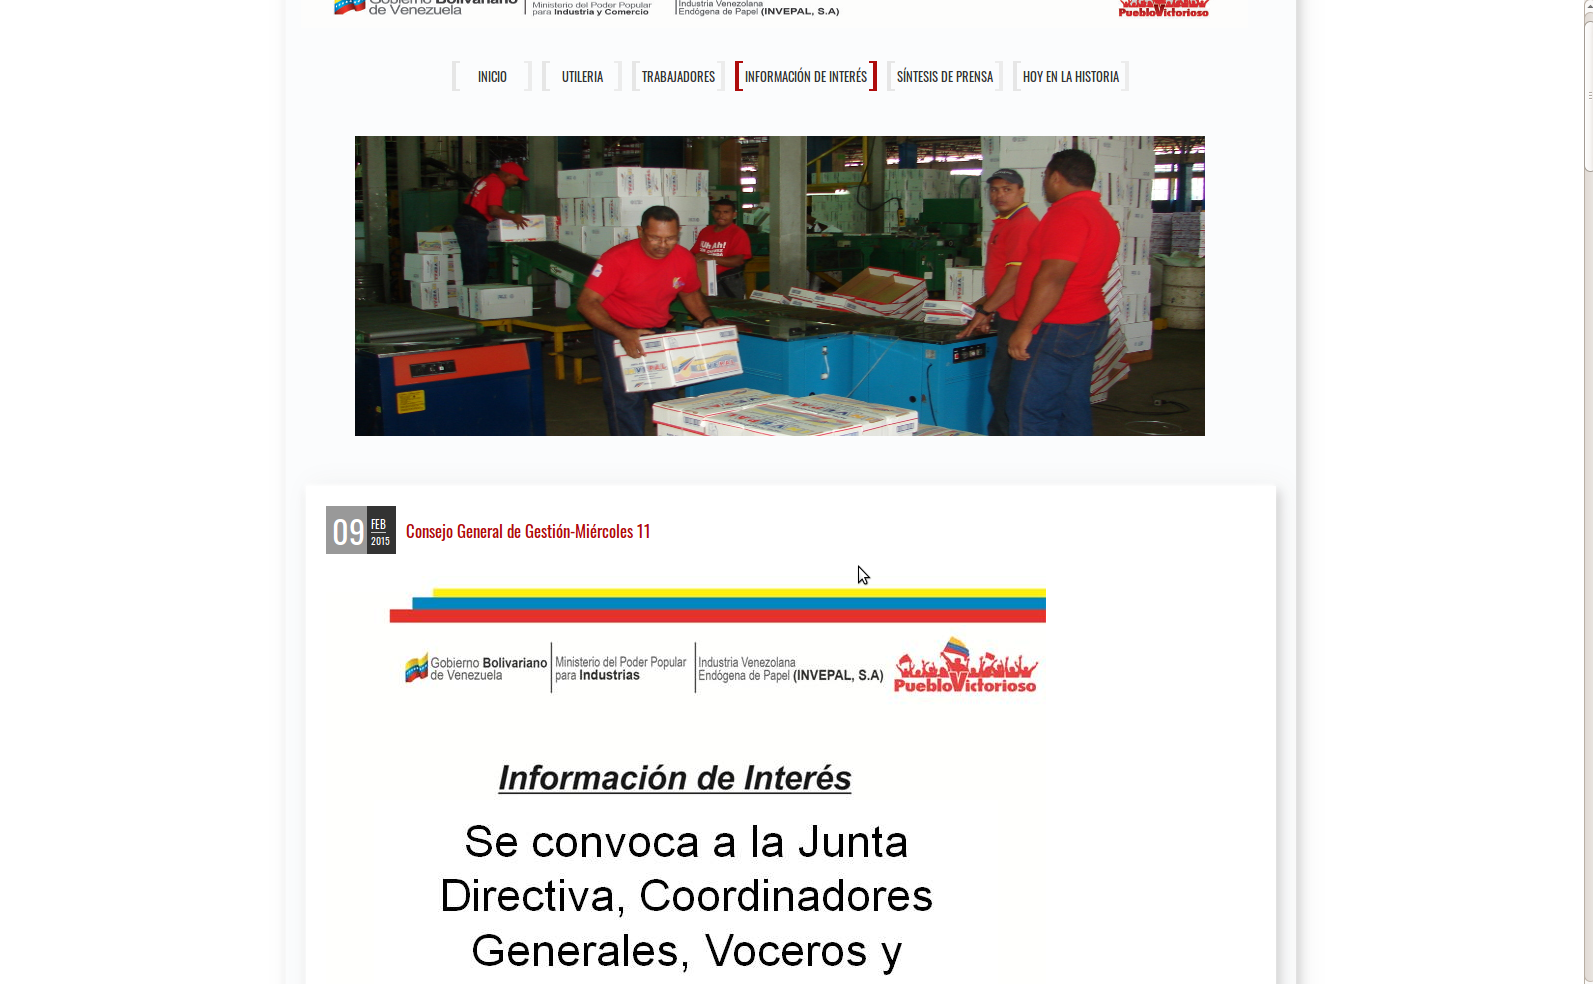 Gobierno Bolivariano
de Venezuela
Ministerio del Poder Popular
para Industria y Comercio
Industria Venezolana
Endógena de Papel (INVEPAL, S.A)
PuebloVictorioso
INICIO
UTILERIA
TRABAJADORES
INFORMACIÓN DE INTERÉS
SÍNTESIS DE PRENSA
HOY EN LA HISTORIA
Uh Ah!
09
FEB
2015
Consejo General de Gestión-Miércoles 11
Gobierno Bolivariano
de Venezuela
Ministerio del Poder Popular
para Industrias
Industria Venezolana
Endógena de Papel (INVEPAL, S.A)
PuebloVictorioso
Información de Interés
Se convoca a la Junta
Directiva, Coordinadores
Generales, Voceros y